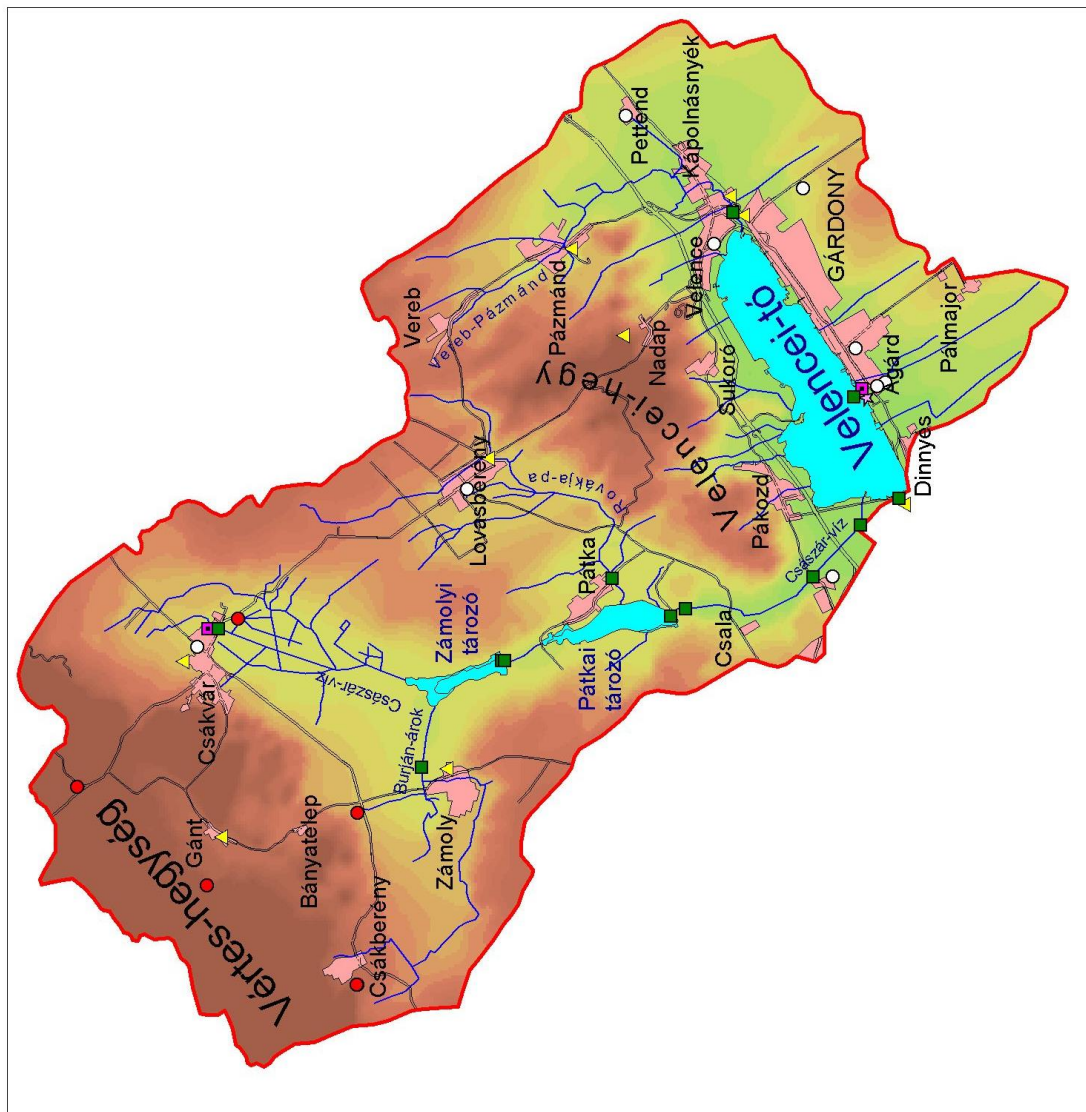 Vértes-hegység
Gánt
Csákvár
Bányatelep
Csákberény
Zámoly
Burján-árok
Császár-víz
Zámolyi
tározó
Pátkai
tározó
Pátka
Csala
Lovasberény
Rovákja-pa
Vereb
Vereb-Pázmánd
Pázmánd
Nadap
Velencei-hegy
Sukoró
Pákozd
Császár-víz
Velence
Velencei-tó
Kápolnásnyék
Pettend
GÁRDONY
Agárd
Pálmajor
Dinnyés